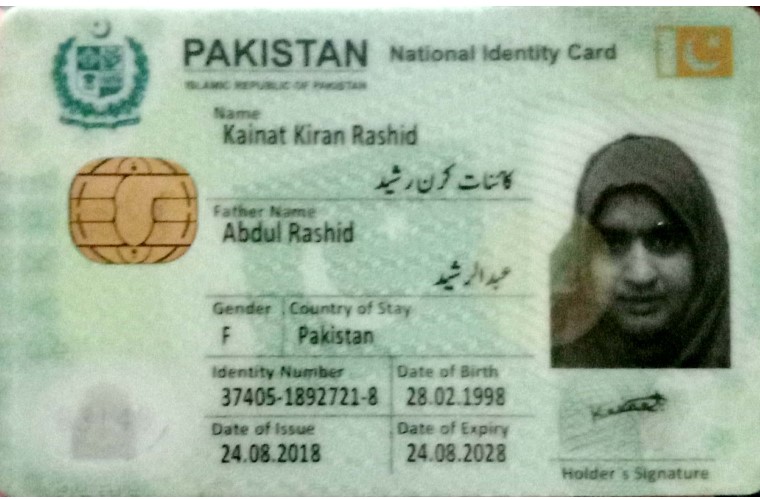 PAKISTAN National Identity Card
ISLAMIC REPUBLIC OF PAKISTAN
Name
Kainat Kiran Rashid
کائنات کرن رشید
Father Name
Abdul Rashid
عبدالرشید
Gender Country of Stay
F Pakistan
Identity Number Date of Birth
37405-1892721-8 28.02.1998
Date of Issue Date of Expiry
24.08.2018 24.08.2028
Holder's Signature